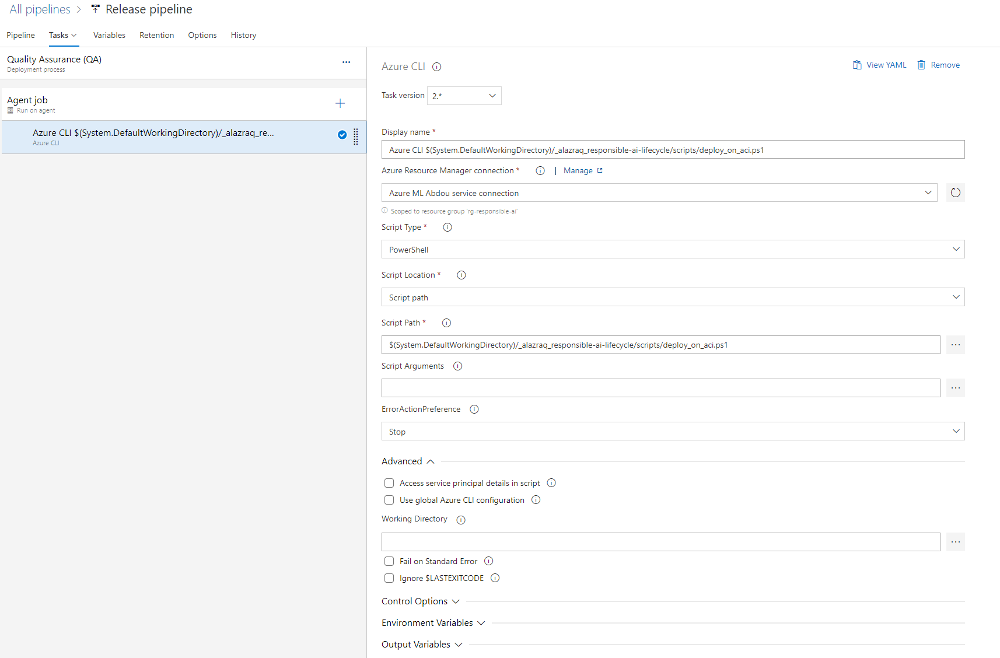 All pipelines > Release pipeline
Pipeline Tasks Variables Retention Options History
Quality Assurance (QA)
Deployment process
...
Agent job
Run on agent
Azure CLI $(System.DefaultWorkingDirectory)/_alazraq_re...
Azure CLI
Azure CLI
View YAML Remove
Task version 2.*
Display name *
Azure CLI $(System.DefaultWorkingDirectory)/_alazraq_responsible-ai-lifecycle/scripts/deploy_on_aci.ps1
Azure Resource Manager connection * | Manage
Azure ML Abdou service connection
Scoped to resource group 'rg-responsible-ai'
Script Type *
PowerShell
Script Location *
Script path
Script Path *
$(System.DefaultWorkingDirectory)/_alazraq_responsible-ai-lifecycle/scripts/deploy_on_aci.ps1
...
Script Arguments
...
ErrorActionPreference
Stop
Advanced
Access service principal details in script
Use global Azure CLI configuration
Working Directory
...
Fail on Standard Error
Ignore $LASTEXITCODE
Control Options
Environment Variables
Output Variables